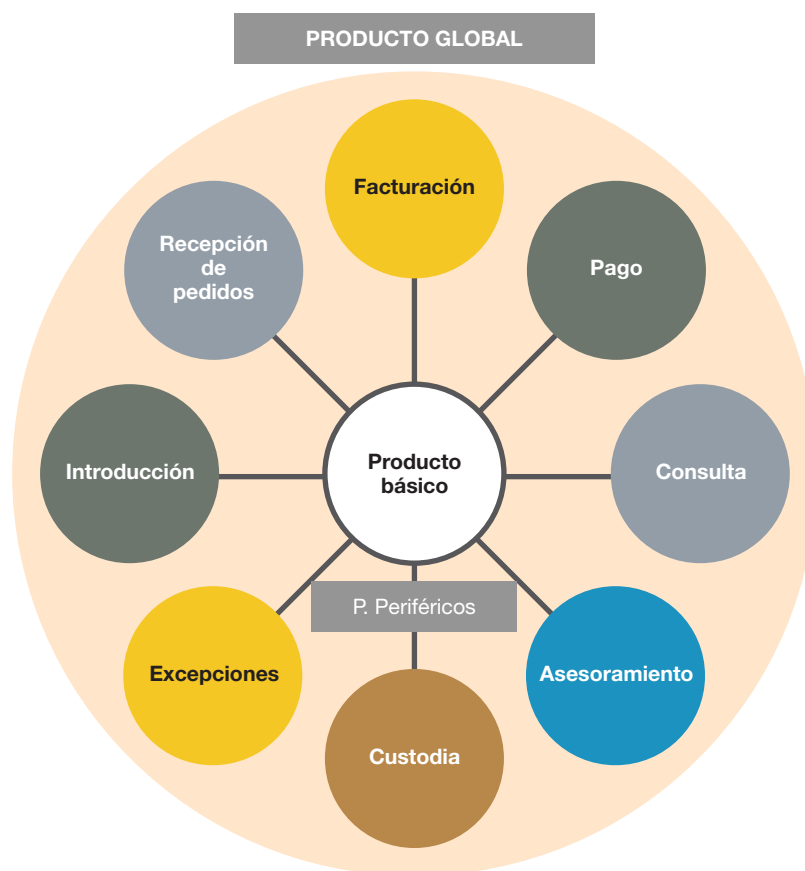 PRODUCTO GLOBAL
Facturación
Recepción
de
pedidos
Pago
Introducción
Producto
básico
Consulta
P. Periféricos
Excepciones
Asesoramiento
Custodia